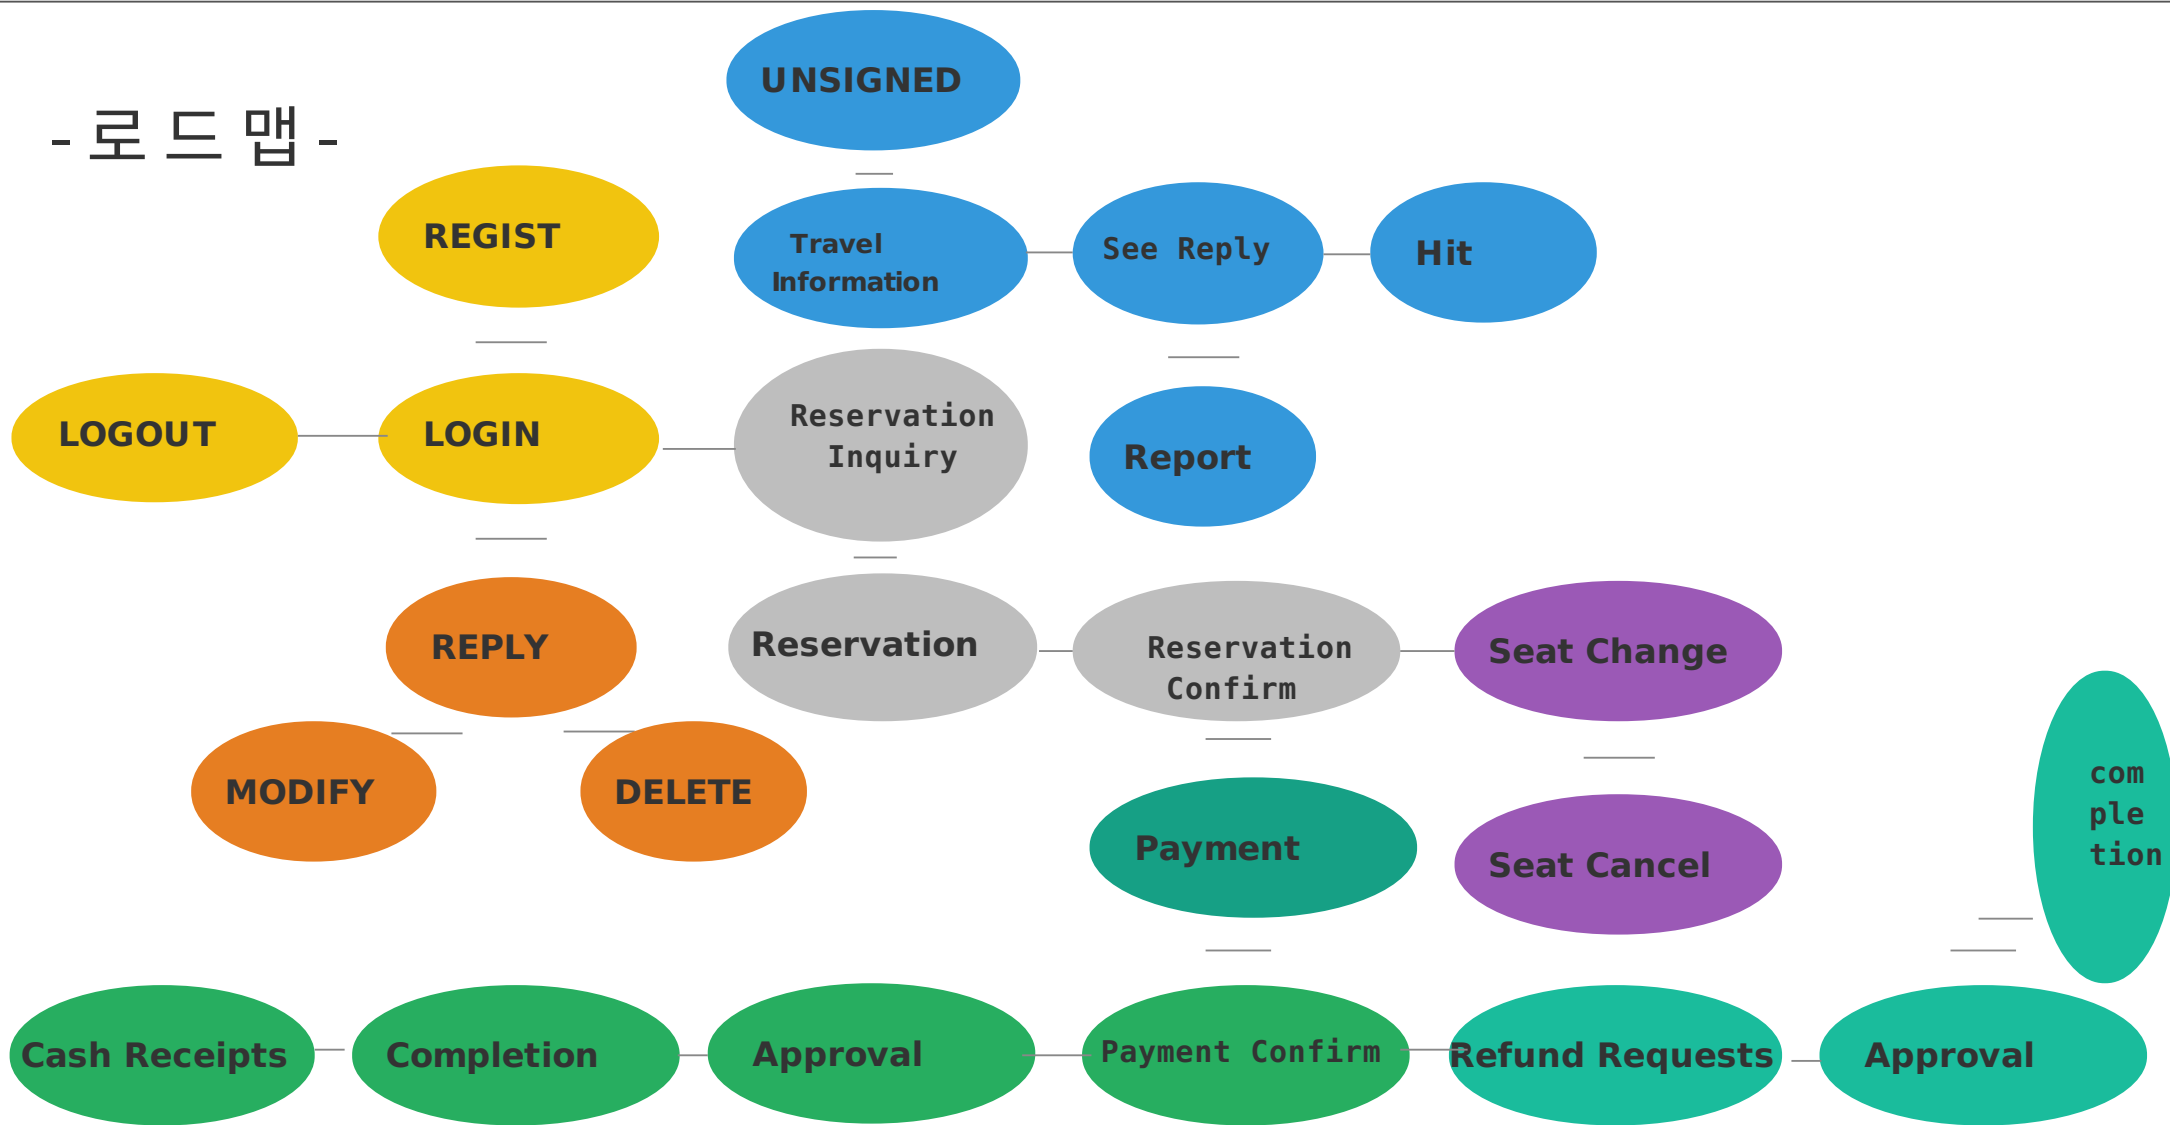 UNSIGNED
-로드맵-
REGIST
Travel
Information
See Reply
Hit
LOGOUT
LOGIN
Reservation
Inquiry
Report
REPLY
Reservation
Reservation
Confirm
Seat Change
MODIFY
DELETE
Payment
Seat Cancel
com
ple
tion
Cash Receipts
Completion
Approval
Payment Confirm
Refund Requests
Approval